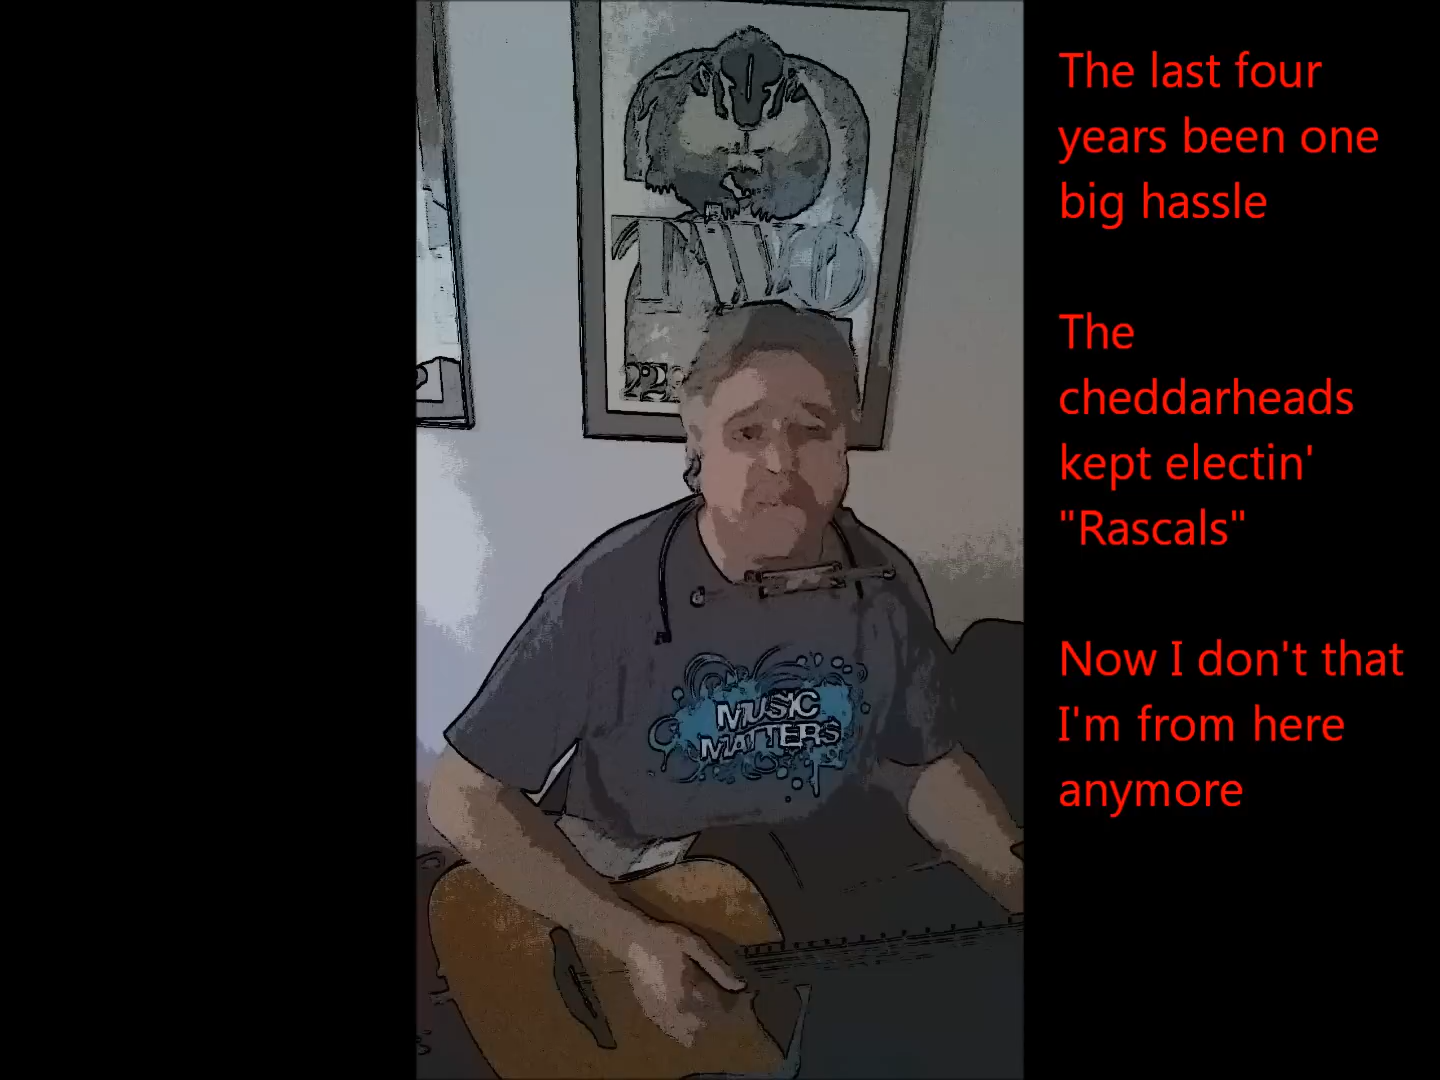 The last four
years been one
big hassle
The
cheddarheads
kept electin'
"Rascals"
Now I don't that
I'm from here
anymore
TWO
MUSIC
MATTERS